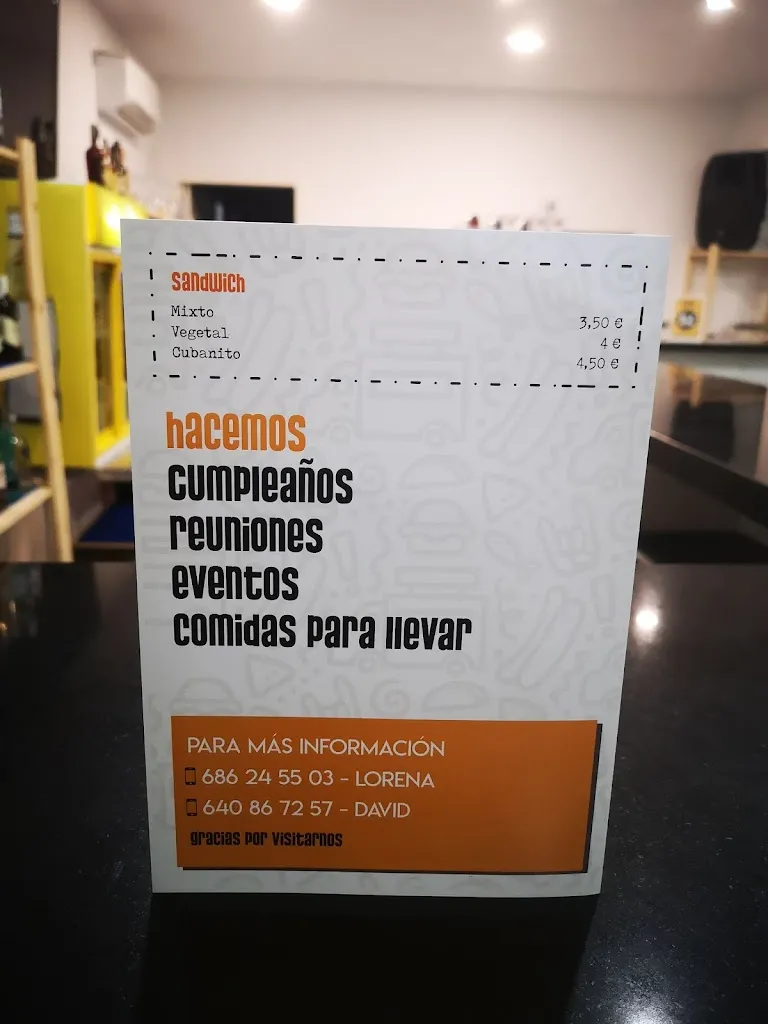 sandwich
Mixto 3,50 €
Vegetal 4 €
Cubanito 4,50 €
hacemos
cumpleaños
reuniones
eventos
comidas para llevar
PARA MÁS INFORMACIÓN
686 24 55 03 - LORENA
640 86 72 57 - DAVID
gracias por visitarnos